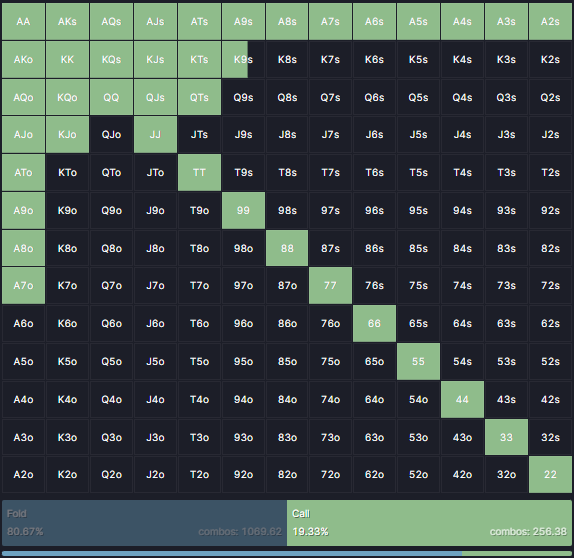 AA AKs AQs AJs ATs A9s A8s A7s A6s A5s A4s A3s A2s
AKo KK KQs KJs KTs K9s K8s K7s K6s K5s K4s K3s K2s
AQo KQo QQ QJs QTs Q9s Q8s Q7s Q6s Q5s Q4s Q3s Q2s
AJo KJo QJo JJ JTs J9s J8s J7s J6s J5s J4s J3s J2s
ATo KTo QTo JTo TT T9s T8s T7s T6s T5s T4s T3s T2s
A9o K9o Q9o J9o T9o 99 98s 97s 96s 95s 94s 93s 92s
A8o K8o Q8o J8o T8o 98o 88 87s 86s 85s 84s 83s 82s
A7o K7o Q7o J7o T7o 97o 87o 77 76s 75s 74s 73s 72s
A6o K6o Q6o J6o T6o 96o 86o 76o 66 65s 64s 63s 62s
A5o K5o Q5o J5o T5o 95o 85o 75o 65o 55 54s 53s 52s
A4o K4o Q4o J4o T4o 94o 84o 74o 64o 54o 44 43s 42s
A3o K3o Q3o J3o T3o 93o 83o 73o 63o 53o 43o 33 32s
A2o K2o Q2o J2o T2o 92o 82o 72o 62o 52o 42o 32o 22
Fold Call
80.67% combos: 1069.62 19.33% combos: 256.38